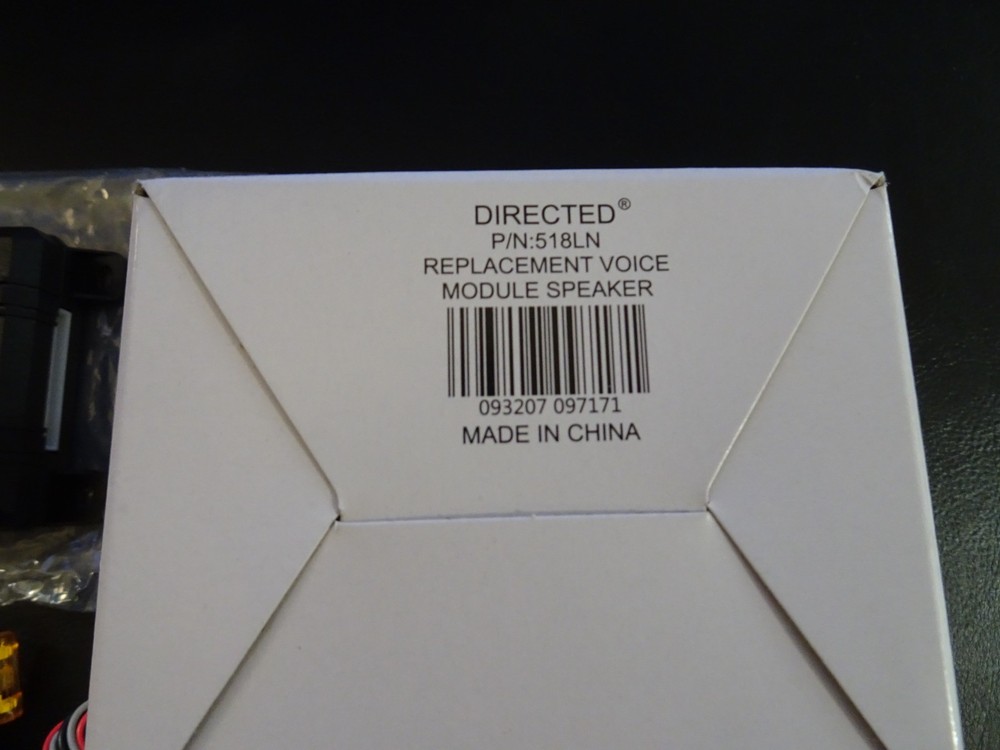 DIRECTED®
P/N:518LN
REPLACEMENT VOICE
MODULE SPEAKER
093207 097171
MADE IN CHINA